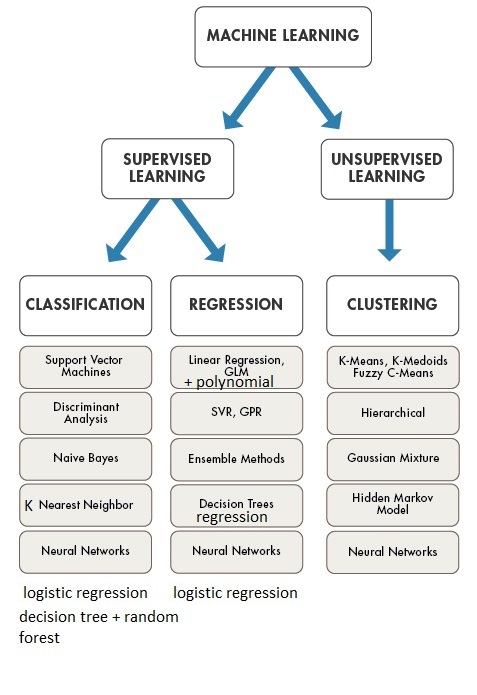 MACHINE LEARNING
SUPERVISED
LEARNING
UNSUPERVISED
LEARNING
CLASSIFICATION
REGRESSION
CLUSTERING
Support Vector
Machines
Discriminant
Analysis
Naive Bayes
K Nearest Neighbor
Neural Networks
logistic regression
decision tree + random
forest
Linear Regression,
GLM
+ polynomial
SVR, GPR
Ensemble Methods
Decision Trees
regression
Neural Networks
logistic regression
K-Means, K-Medoids
Fuzzy C-Means
Hierarchical
Gaussian Mixture
Hidden Markov
Model
Neural Networks